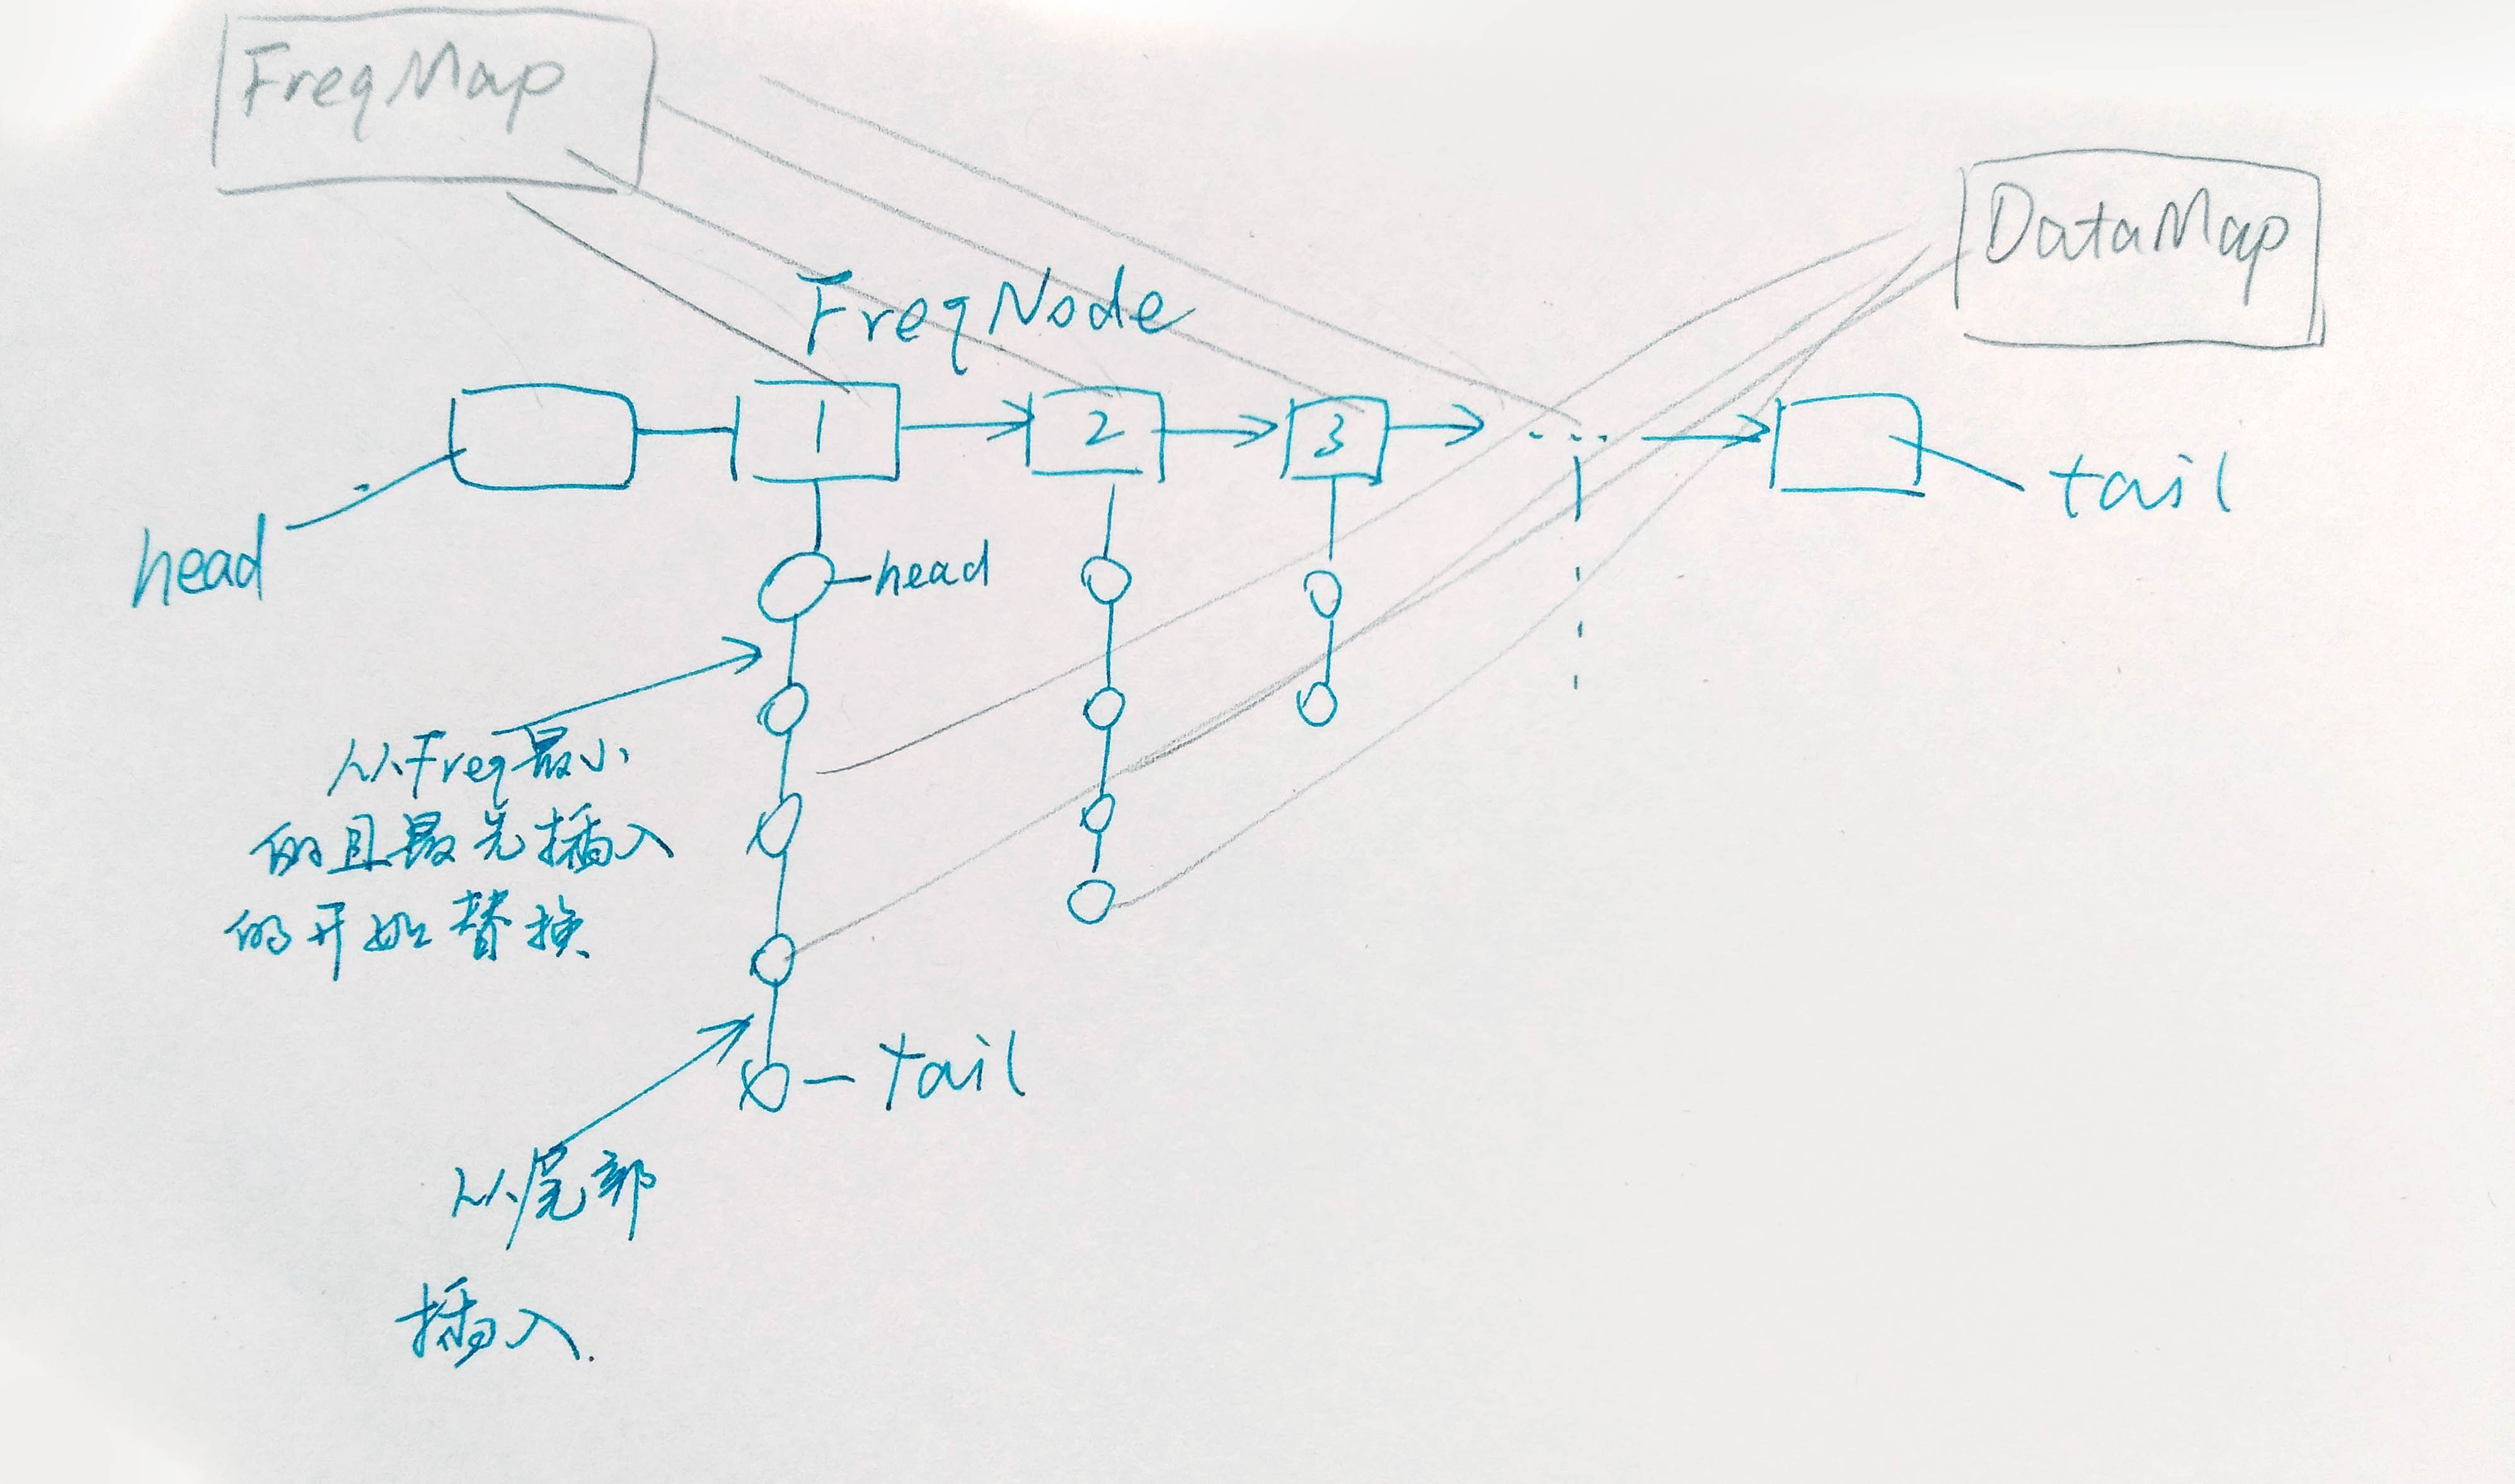 FreqMap
DataMap
FreqNode
1
2
3
...
tail
head
head
从Freq最小
的且最先插入
的开始替换
tail
从尾部
插入.